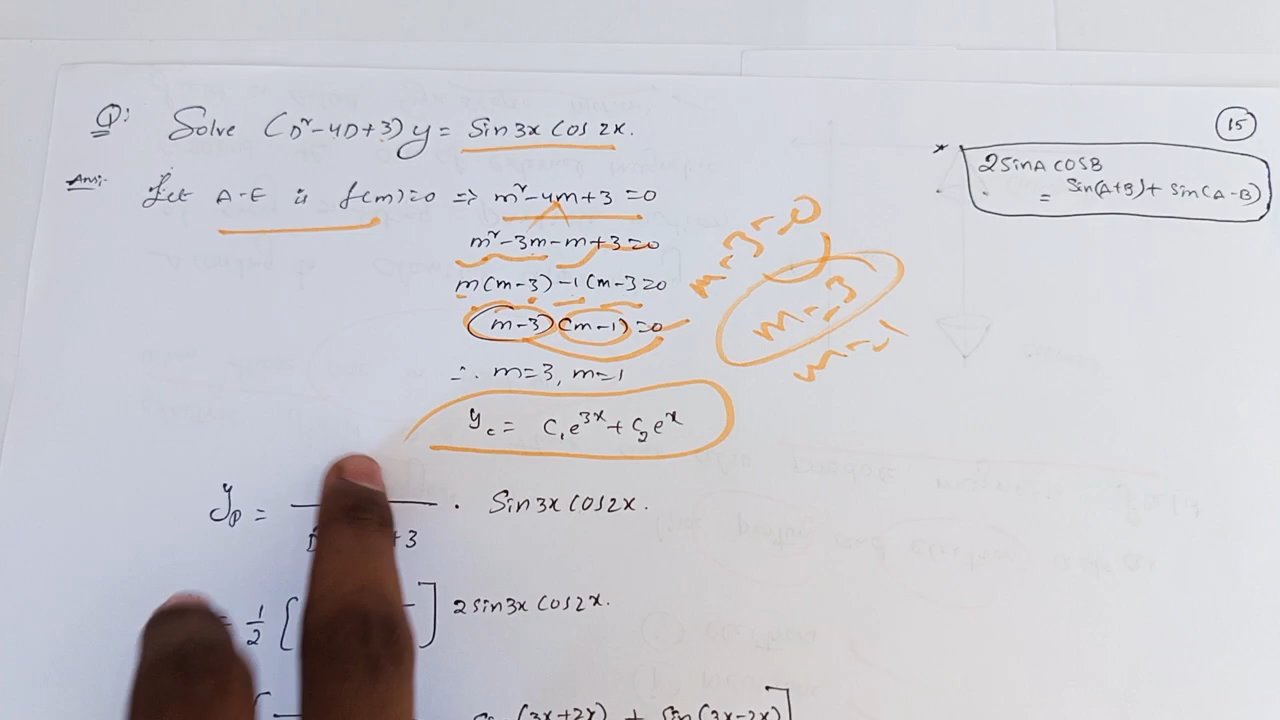 Q: Solve (D²-4D+3)y = Sin3x Cos2x.
15
Ans:- Let A-E is f(m)=0 => m²-4m+3=0
* 2SinA COSB
= Sin(A+B)+ Sin(A-B)
m²-3m-m+3=0
m-3=0
m(m-3)-1(m-3=0
m=3
(m-3)(m-1)=0
m=1
∴ m=3, m=1
y_c = C₁e^3x + C₂e^x
y_p = +3 · Sin3x Cos2x.
= 1/2 [ ] 2sin3x Cos2x.
(3x+2x) + Sin(3x-2x)]